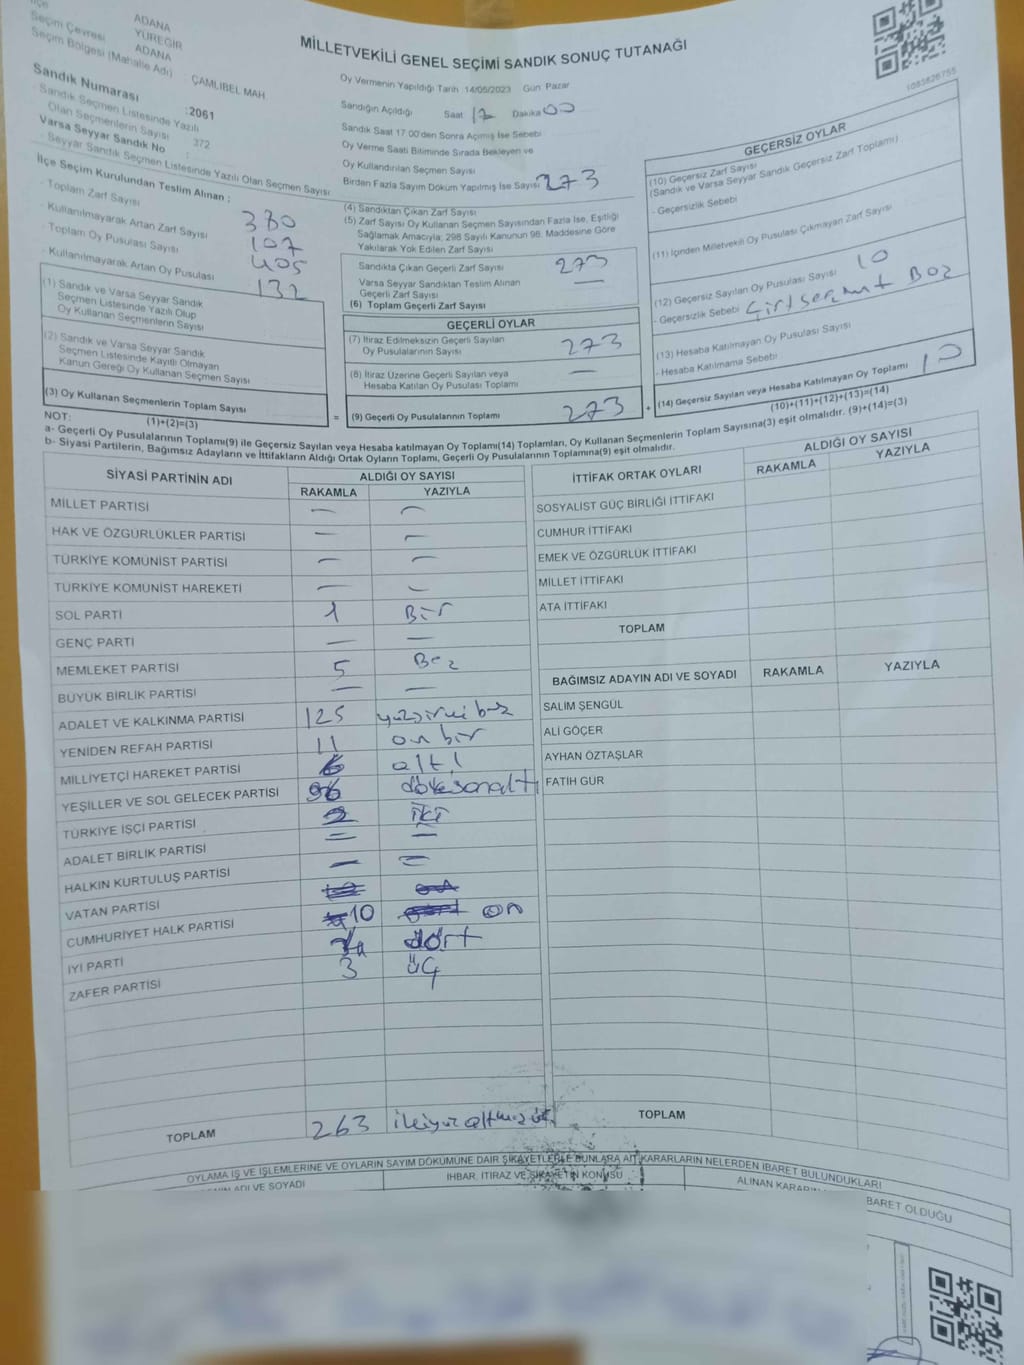 ADANA
İlçe
YÜREĞİR
Seçim Çevresi
ADANA
Seçim Bölgesi (Mahalle Adı) ÇAMLIBEL MAH
MİLLETVEKİLİ GENEL SEÇİMİ SANDIK SONUÇ TUTANAĞI
1083826755
Sandık Numarası :2061
Sandık Seçmen Listesinde Yazılı
Olan Seçmenlerin Sayısı 372
Varsa Seyyar Sandık No :
Seyyar Sandık Seçmen Listesinde Yazılı Olan Seçmen Sayısı
İlçe Seçim Kurulundan Teslim Alınan :
- Toplam Zarf Sayısı 380
- Kullanılmayarak Artan Zarf Sayısı 107
- Toplam Oy Pusulası Sayısı 405
- Kullanılmayarak Artan Oy Pusulası 132
(1) Sandık ve Varsa Seyyar Sandık
Seçmen Listesinde Yazılı Olup
Oy Kullanan Seçmenlerin Sayısı
(2) Sandık ve Varsa Seyyar Sandık
Seçmen Listesinde Kayıtlı Olmayan
Kanun Gereği Oy Kullanan Seçmen Sayısı
(3) Oy Kullanan Seçmenlerin Toplam Sayısı
(1)+(2)=(3)
Oy Vermenin Yapıldığı Tarih 14/05/2023 Gün Pazar
Sandığın Açıldığı Saat 17 Dakika 00
Sandık Saat 17.00'den Sonra Açılmış İse Sebebi
Oy Verme Saati Bitiminde Sırada Bekleyen ve
Oy Kullandırılan Seçmen Sayısı
Birden Fazla Sayım Döküm Yapılmış İse Sayısı 273
(4) Sandıktan Çıkan Zarf Sayısı
(5) Zarf Sayısı Oy Kullanan Seçmen Sayısından Fazla İse, Eşitliği
Sağlamak Amacıyla, 298 Sayılı Kanunun 98. Maddesine Göre
Yakılarak Yok Edilen Zarf Sayısı
Sandıkta Çıkan Geçerli Zarf Sayısı 273
Varsa Seyyar Sandıktan Teslim Alınan
Geçerli Zarf Sayısı —
(6) Toplam Geçerli Zarf Sayısı
GEÇERLİ OYLAR
(7) İtiraz Edilmeksizin Geçerli Sayılan
Oy Pusulalarının Sayısı 273
(8) İtiraz Üzerine Geçerli Sayılan veya
Hesaba Katılan Oy Pusulası Toplamı —
= (9) Geçerli Oy Pusulalarının Toplamı 273 +
GEÇERSİZ OYLAR
(10) Geçersiz Zarf Sayısı
(Sandık ve Varsa Seyyar Sandık Geçersiz Zarf Toplamı)
- Geçersizlik Sebebi
(11) İçinden Milletvekili Oy Pusulası Çıkmayan Zarf Sayısı
(12) Geçersiz Sayılan Oy Pusulası Sayısı 10
- Geçersizlik Sebebi
(13) Hesaba Katılmayan Oy Pusulası Sayısı
- Hesaba Katılmama Sebebi
(14) Geçersiz Sayılan veya Hesaba Katılmayan Oy Toplamı 10
(10)+(11)+(12)+(13)=(14)
NOT:
a- Geçerli Oy Pusulalarının Toplamı(9) ile Geçersiz Sayılan veya Hesaba katılmayan Oy Toplamı(14) Toplamları, Oy Kullanan Seçmenlerin Toplam Sayısına(3) eşit olmalıdır. (9)+(14)=(3)
b- Siyasi Partilerin, Bağımsız Adayların ve İttifakların Aldığı Ortak Oyların Toplamı, Geçerli Oy Pusulalarının Toplamına(9) eşit olmalıdır.
SİYASİ PARTİNİN ADI ALDIĞI OY SAYISI
RAKAMLA YAZIYLA
MİLLET PARTİSİ — —
HAK VE ÖZGÜRLÜKLER PARTİSİ — —
TÜRKİYE KOMÜNİST PARTİSİ — —
TÜRKİYE KOMÜNİST HAREKETİ — —
SOL PARTİ 1 Bir
GENÇ PARTİ — —
MEMLEKET PARTİSİ 5 Beş
BÜYÜK BİRLİK PARTİSİ — —
ADALET VE KALKINMA PARTİSİ 125 yüzyirmi beş
YENİDEN REFAH PARTİSİ 11 on bir
MİLLİYETÇİ HAREKET PARTİSİ 6 altı
YEŞİLLER VE SOL GELECEK PARTİSİ 96 doksanaltı
TÜRKİYE İŞÇİ PARTİSİ 2 İki
ADALET BİRLİK PARTİSİ = =
HALKIN KURTULUŞ PARTİSİ — =
VATAN PARTİSİ
CUMHURİYET HALK PARTİSİ 10 on
İYİ PARTİ dört
ZAFER PARTİSİ 3 üç
TOPLAM 263 ikiyüz altmış üç
İTTİFAK ORTAK OYLARI ALDIĞI OY SAYISI
RAKAMLA YAZIYLA
SOSYALİST GÜÇ BİRLİĞİ İTTİFAKI
CUMHUR İTTİFAKI
EMEK VE ÖZGÜRLÜK İTTİFAKI
MİLLET İTTİFAKI
ATA İTTİFAKI
TOPLAM
BAĞIMSIZ ADAYIN ADI VE SOYADI RAKAMLA YAZIYLA
SALİM ŞENGÜL
ALİ GÖÇER
AYHAN ÖZTAŞLAR
FATİH GÜR
TOPLAM
OYLAMA İŞ VE İŞLEMLERİNE VE OYLARIN SAYIM DÖKÜMÜNE DAİR ŞİKAYETLERLE BUNLARA AİT KARARLARIN NELERDEN İBARET BULUNDUKLARI
ADI VE SOYADI İHBAR, İTİRAZ VE ŞİKAYETİN KONUSU ALINAN KARARIN
BARET OLDUĞU